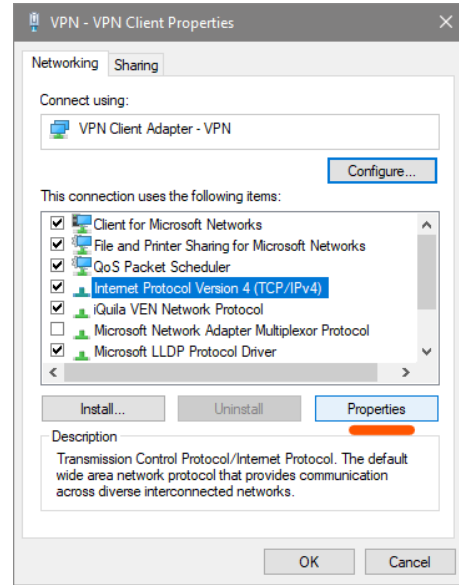 VPN - VPN Client Properties
Networking
Sharing
Connect using:
VPN Client Adapter - VPN
Configure...
This connection uses the following items:
Client for Microsoft Networks
File and Printer Sharing for Microsoft Networks
QoS Packet Scheduler
Internet Protocol Version 4 (TCP/IPv4)
iQuila VEN Network Protocol
Microsoft Network Adapter Multiplexor Protocol
Microsoft LLDP Protocol Driver
Install...
Uninstall
Properties
Description
Transmission Control Protocol/Internet Protocol. The default
wide area network protocol that provides communication
across diverse interconnected networks.
OK
Cancel